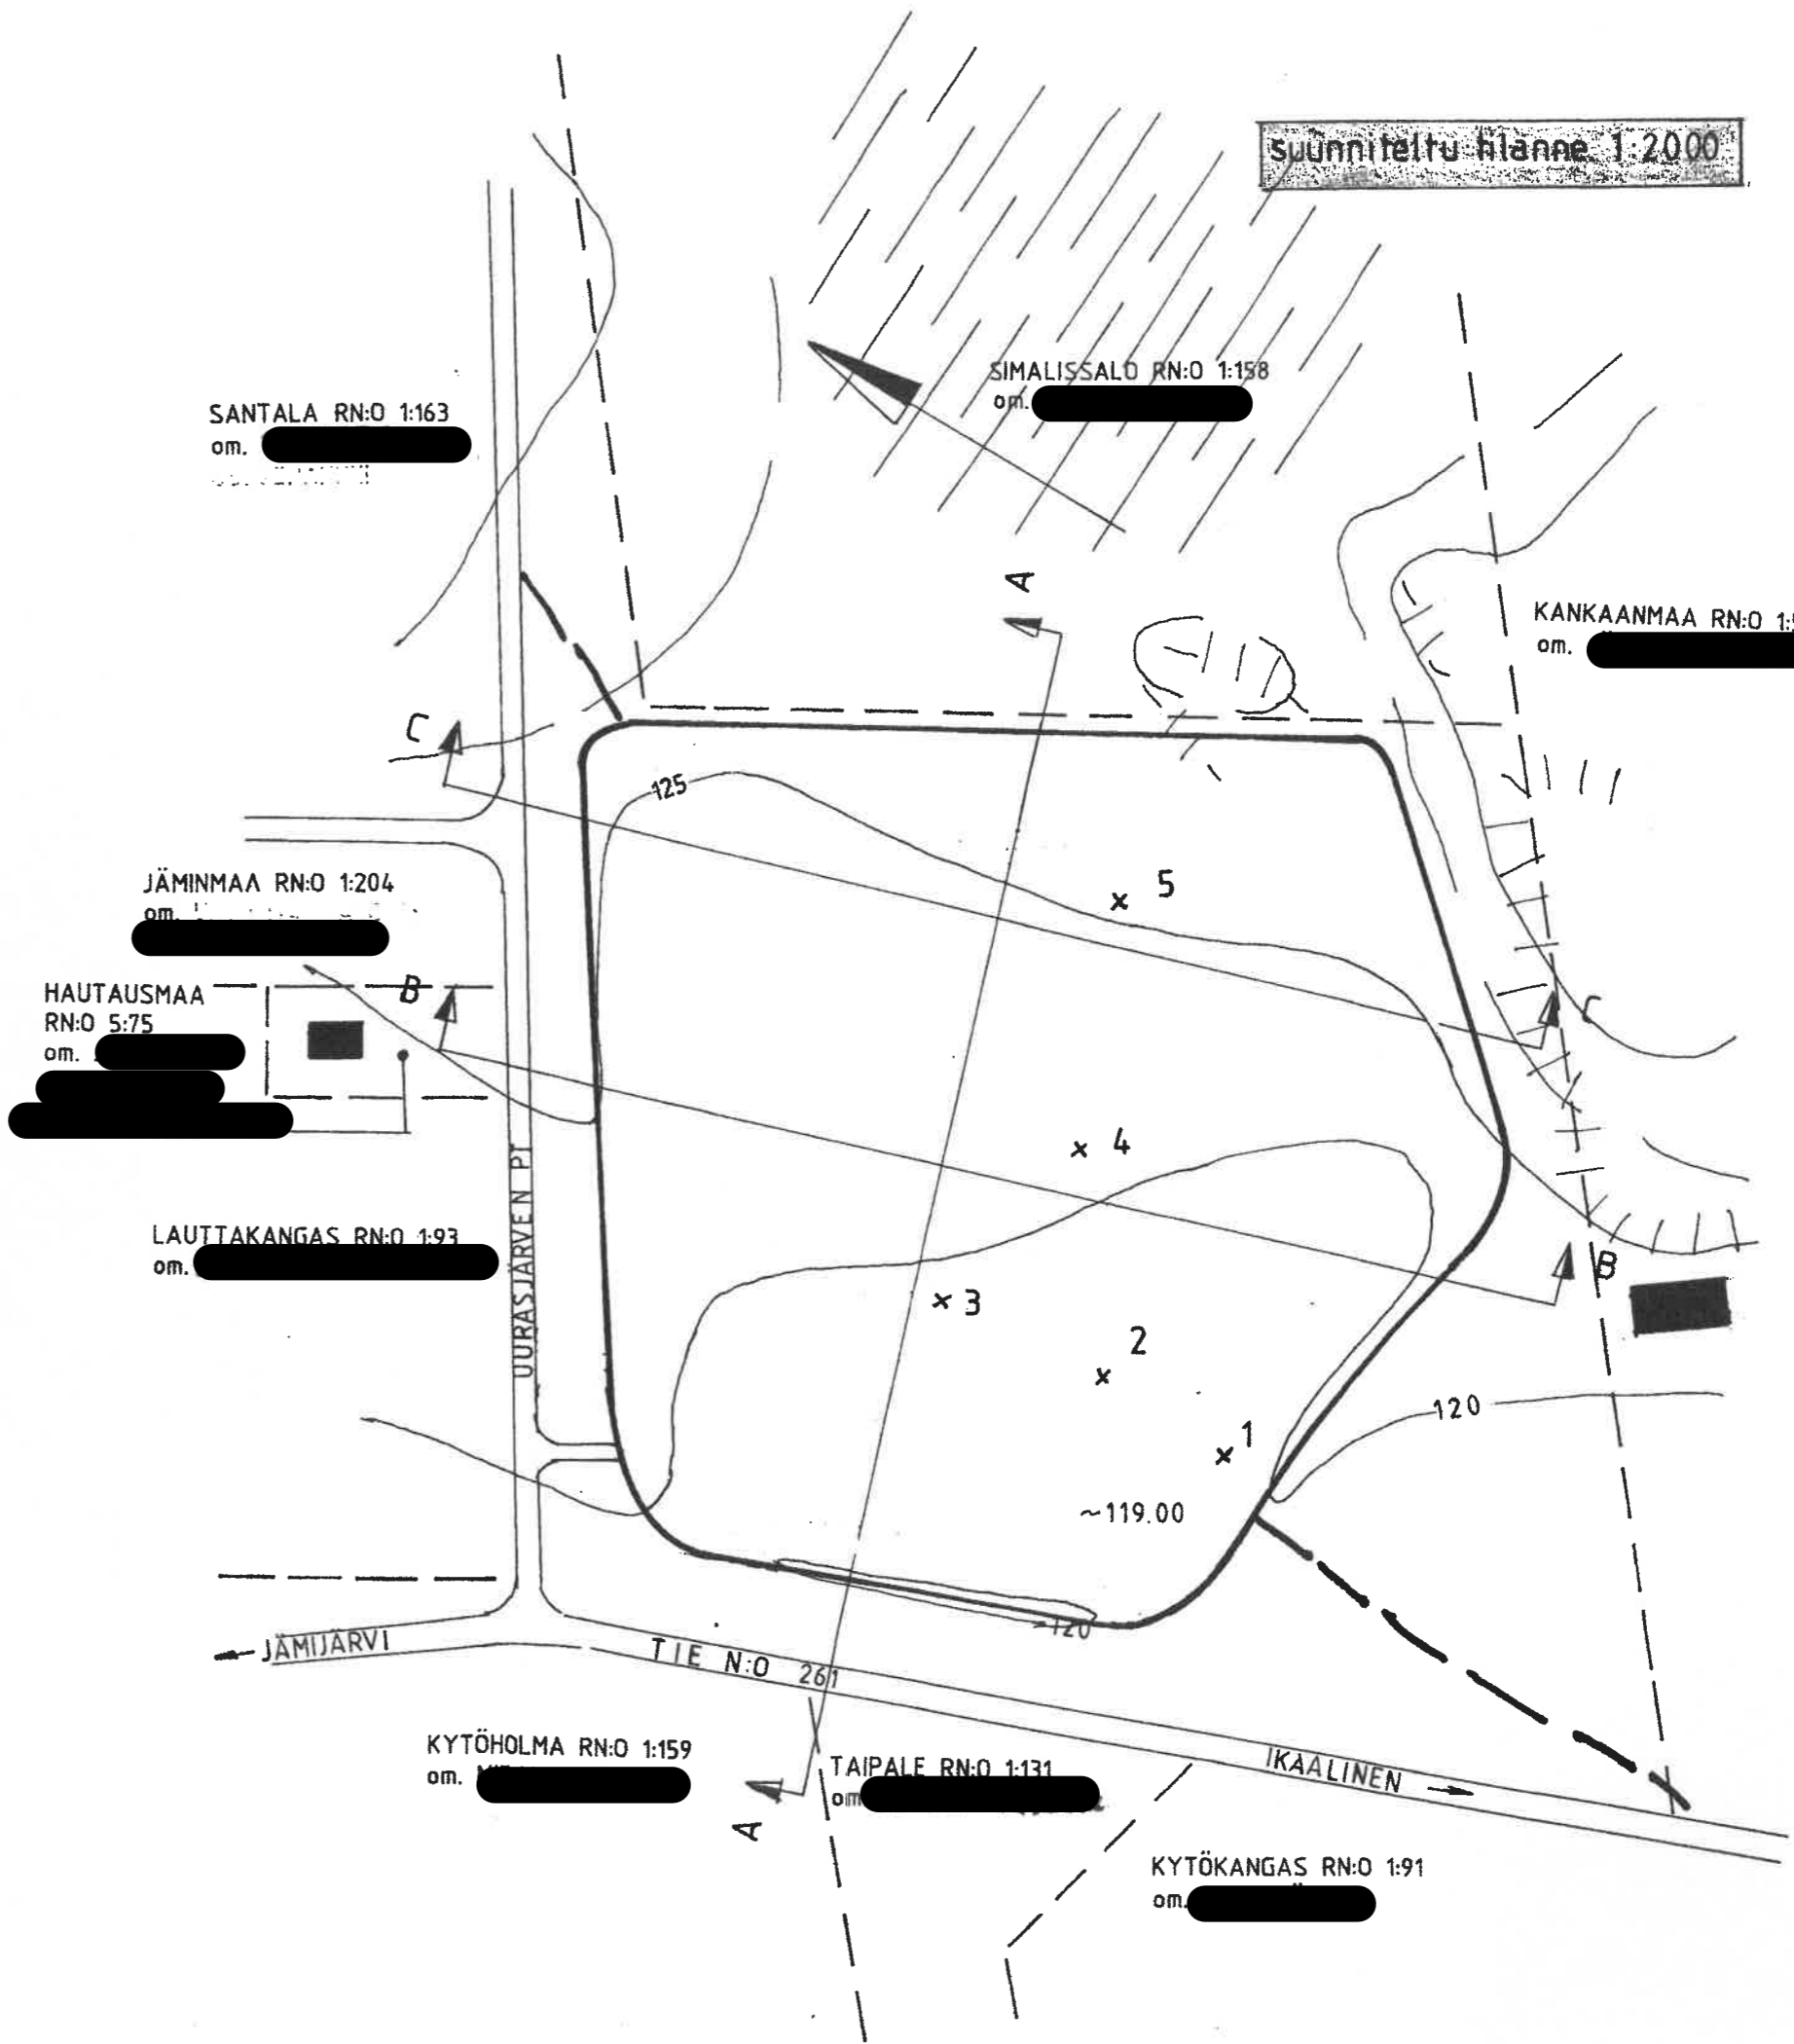 suunniteltu tilanne 1:2000
SIMALISSALO RN:O 1:158
om.
SANTALA RN:O 1:163
om.
A
KANKAANMAA RN:O
om.
C
125
5
JÄMINMAA RN:O 1:204
om.
HAUTAUSMAA
RN:O 5:75
om.
B
C
4
UURASJÄRVEN PT
LAUTTAKANGAS RN:O 1:93
om.
B
3
2
120
1
~119.00
120
JÄMIJÄRVI
TIE N:O 261
KYTÖHOLMA RN:O 1:159
om.
TAIPALE RN:O 1:131
om
IKAALINEN
A
KYTÖKANGAS RN:O 1:91
om.